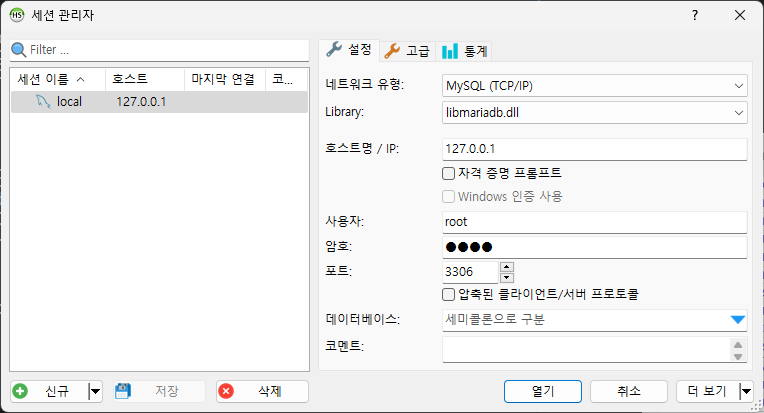 HS 세션 관리자
Filter ...
세션 이름 호스트 마지막 연결 코...
local 127.0.0.1
신규 저장 삭제
설정 고급 통계
네트워크 유형: MySQL (TCP/IP)
Library: libmariadb.dll
호스트명 / IP: 127.0.0.1
자격 증명 프롬프트
Windows 인증 사용
사용자: root
암호: ●●●●
포트: 3306
압축된 클라이언트/서버 프로토콜
데이터베이스: 세미콜론으로 구분
코멘트:
열기 취소 더 보기